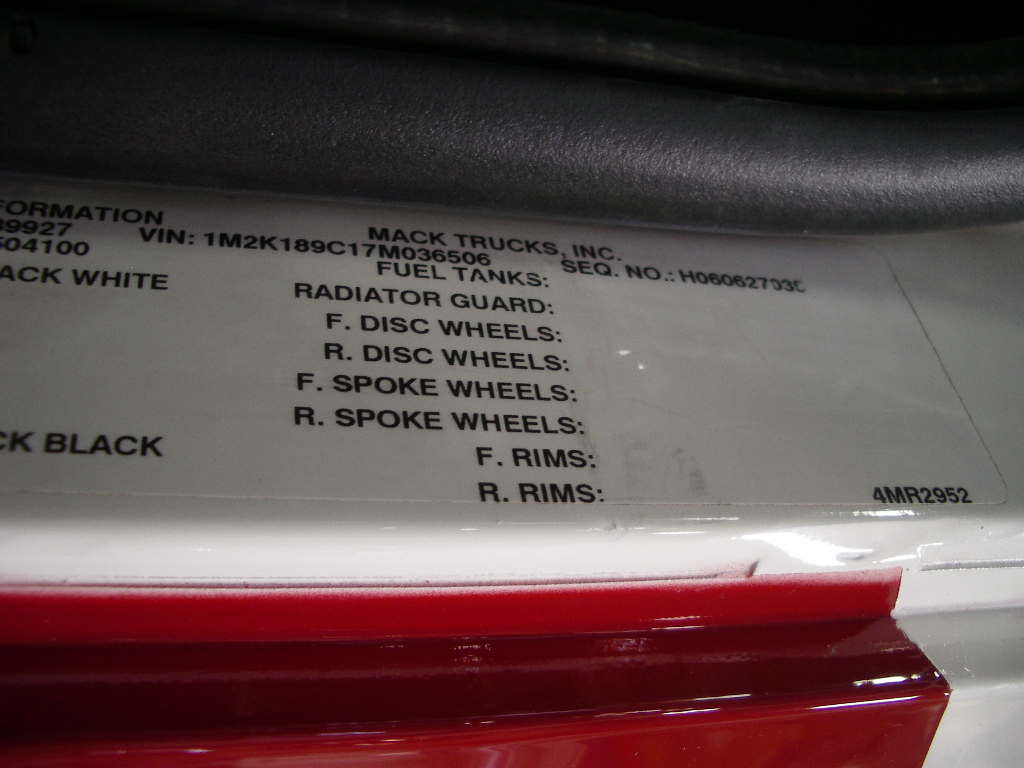 FORMATION
MACK TRUCKS, INC.
39927 VIN: 1M2K189C17M036506 SEQ. NO.:
504100 FUEL TANKS:
ACK WHITE RADIATOR GUARD:
F. DISC WHEELS:
R. DISC WHEELS:
F. SPOKE WHEELS:
R. SPOKE WHEELS:
CK BLACK F. RIMS:
R. RIMS: 4MR2952